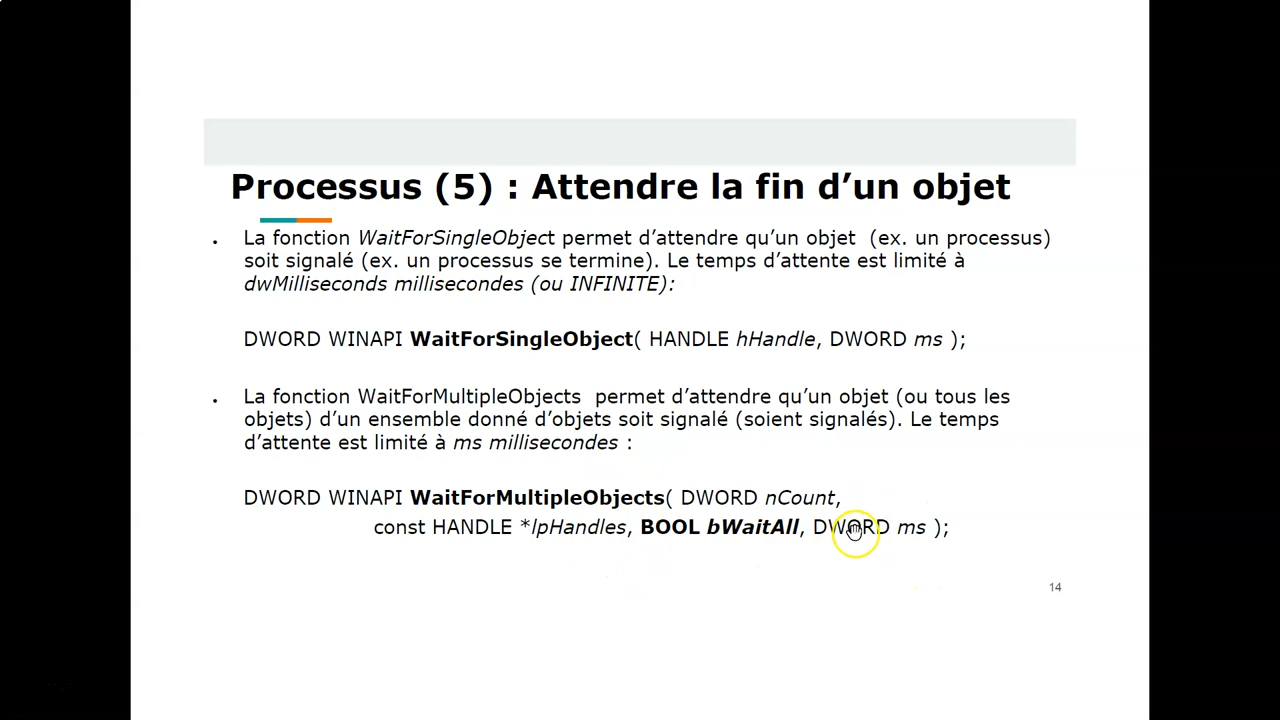 Processus (5) : Attendre la fin d’un objet
• La fonction WaitForSingleObject permet d’attendre qu’un objet (ex. un processus)
soit signalé (ex. un processus se termine). Le temps d’attente est limité à
dwMilliseconds millisecondes (ou INFINITE):
DWORD WINAPI WaitForSingleObject( HANDLE hHandle, DWORD ms );
• La fonction WaitForMultipleObjects permet d’attendre qu’un objet (ou tous les
objets) d’un ensemble donné d’objets soit signalé (soient signalés). Le temps
d’attente est limité à ms millisecondes :
DWORD WINAPI WaitForMultipleObjects( DWORD nCount,
const HANDLE *lpHandles, BOOL bWaitAll, DWORD ms );
14